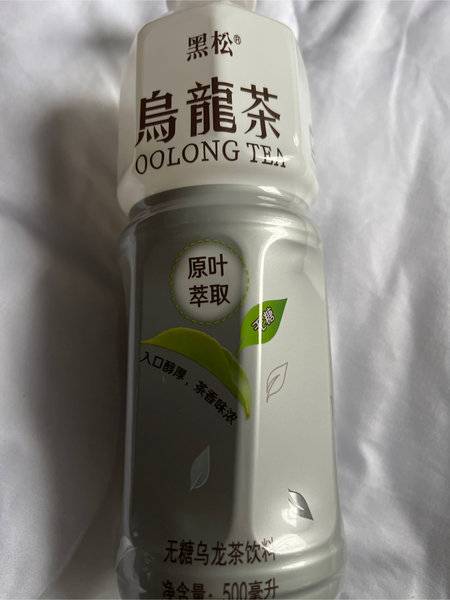 黑松®
烏龍茶
OOLONG TEA
原叶
萃取
无糖
入口醇厚，茶香味浓
无糖乌龙茶饮料
净含量：500毫升